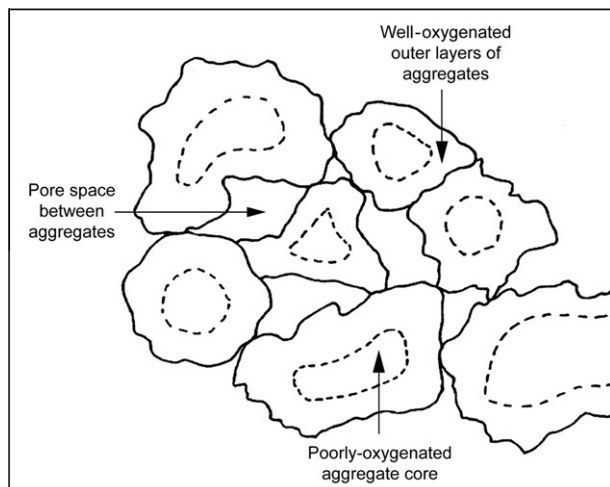 Well-oxygenated
outer layers of
aggregates
Pore space
between
aggregates
Poorly-oxygenated
aggregate core